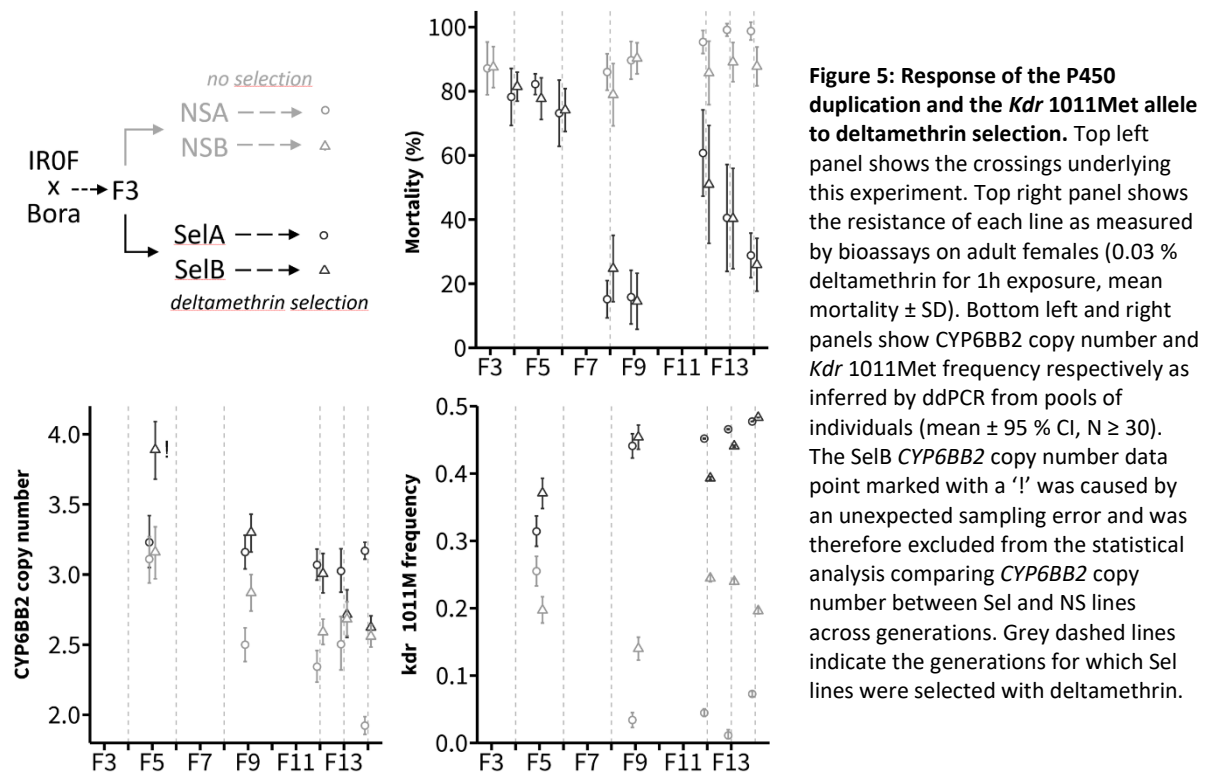 no selection
NSA
NSB
IR0F
x
Bora
F3
SelA
SelB
deltamethrin selection
Mortality (%)
100
80
60
40
20
0
F3 F5 F7 F9 F11 F13
CYP6BB2 copy number
4.0
3.5
3.0
2.5
2.0
!
F3 F5 F7 F9 F11 F13
kdr 1011M frequency
0.5
0.4
0.3
0.2
0.1
0.0
F3 F5 F7 F9 F11 F13
Figure 5: Response of the P450
duplication and the Kdr 1011Met allele
to deltamethrin selection. Top left
panel shows the crossings underlying
this experiment. Top right panel shows
the resistance of each line as measured
by bioassays on adult females (0.03 %
deltamethrin for 1h exposure, mean
mortality ± SD). Bottom left and right
panels show CYP6BB2 copy number and
Kdr 1011Met frequency respectively as
inferred by ddPCR from pools of
individuals (mean ± 95 % CI, N ≥ 30).
The SelB CYP6BB2 copy number data
point marked with a ‘!’ was caused by
an unexpected sampling error and was
therefore excluded from the statistical
analysis comparing CYP6BB2 copy
number between Sel and NS lines
across generations. Grey dashed lines
indicate the generations for which Sel
lines were selected with deltamethrin.